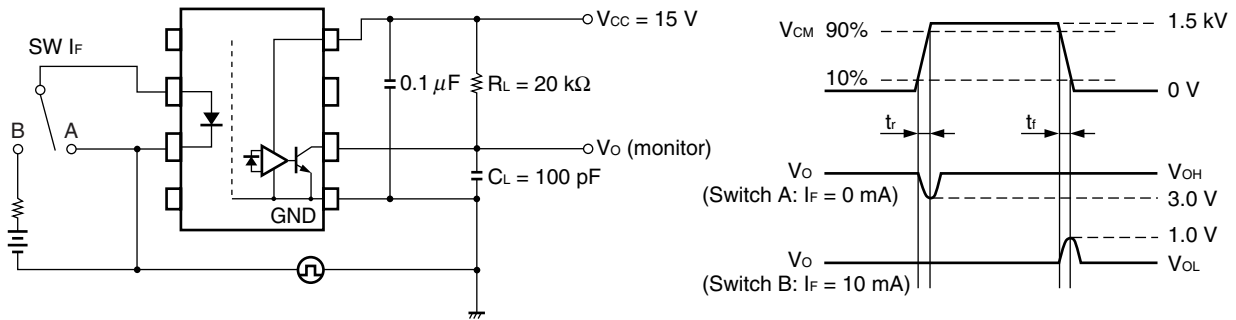 SW IF
B
A
GND
0.1 μF
VCC = 15 V
RL = 20 kΩ
VO (monitor)
CL = 100 pF
VCM 90%
10%
1.5 kV
0 V
tr
tf
VO
(Switch A: IF = 0 mA)
VOH
3.0 V
1.0 V
VO
(Switch B: IF = 10 mA)
VOL